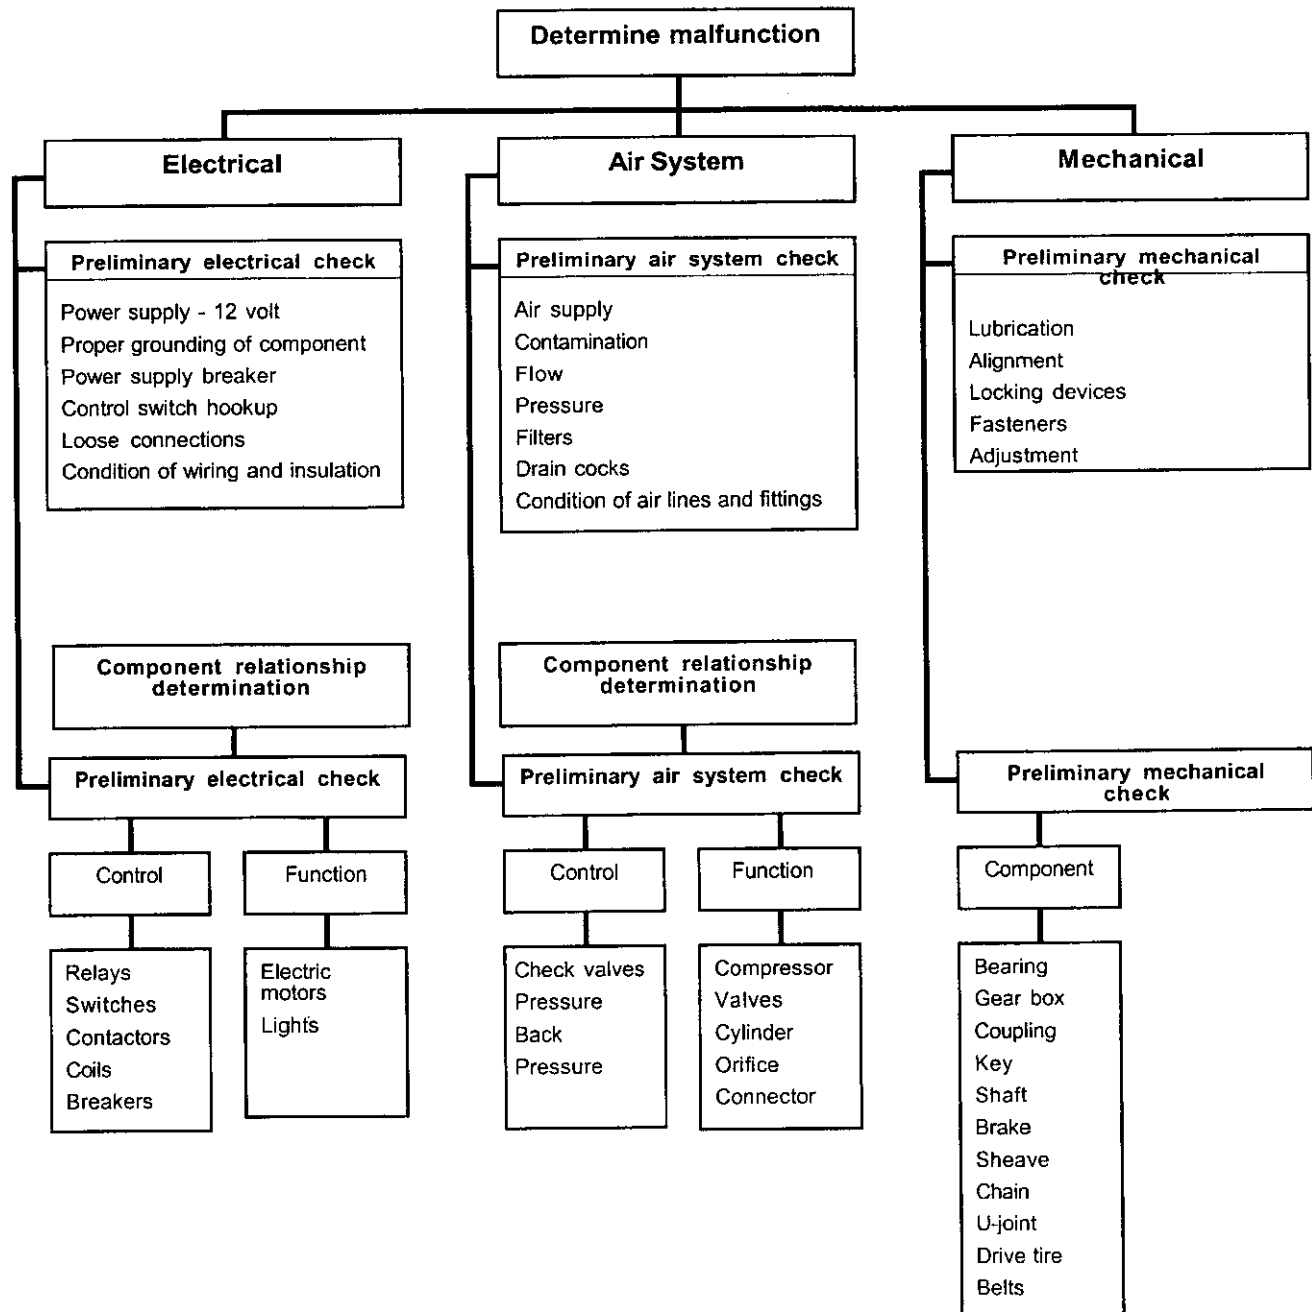 Determine malfunction
Electrical
Air System
Mechanical
Preliminary electrical check
Power supply - 12 volt
Proper grounding of component
Power supply breaker
Control switch hookup
Loose connections
Condition of wiring and insulation
Preliminary air system check
Air supply
Contamination
Flow
Pressure
Filters
Drain cocks
Condition of air lines and fittings
Preliminary mechanical
check
Lubrication
Alignment
Locking devices
Fasteners
Adjustment
Component relationship
determination
Component relationship
determination
Preliminary electrical check
Preliminary air system check
Preliminary mechanical
check
Control
Function
Control
Function
Component
Relays
Switches
Contactors
Coils
Breakers
Electric
motors
Lights
Check valves
Pressure
Back
Pressure
Compressor
Valves
Cylinder
Orifice
Connector
Bearing
Gear box
Coupling
Key
Shaft
Brake
Sheave
Chain
U-joint
Drive tire
Belts